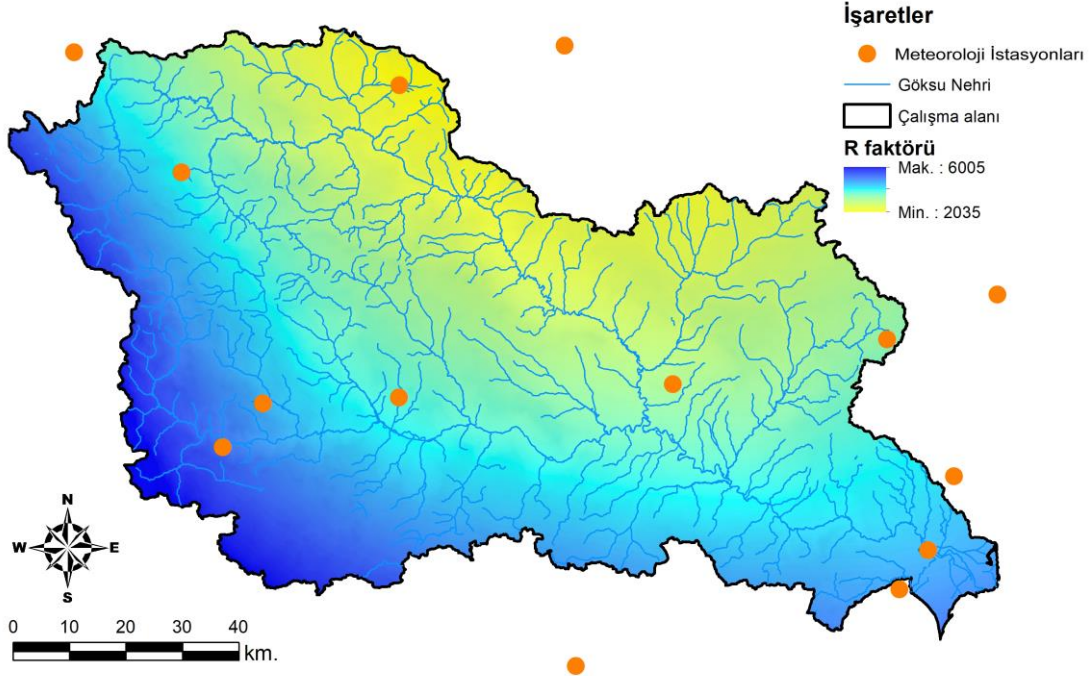 İşaretler
Meteoroloji İstasyonları
Göksu Nehri
Çalışma alanı
R faktörü
Mak. : 6005
Min. : 2035
N
W E
S
0 10 20 30 40
km.